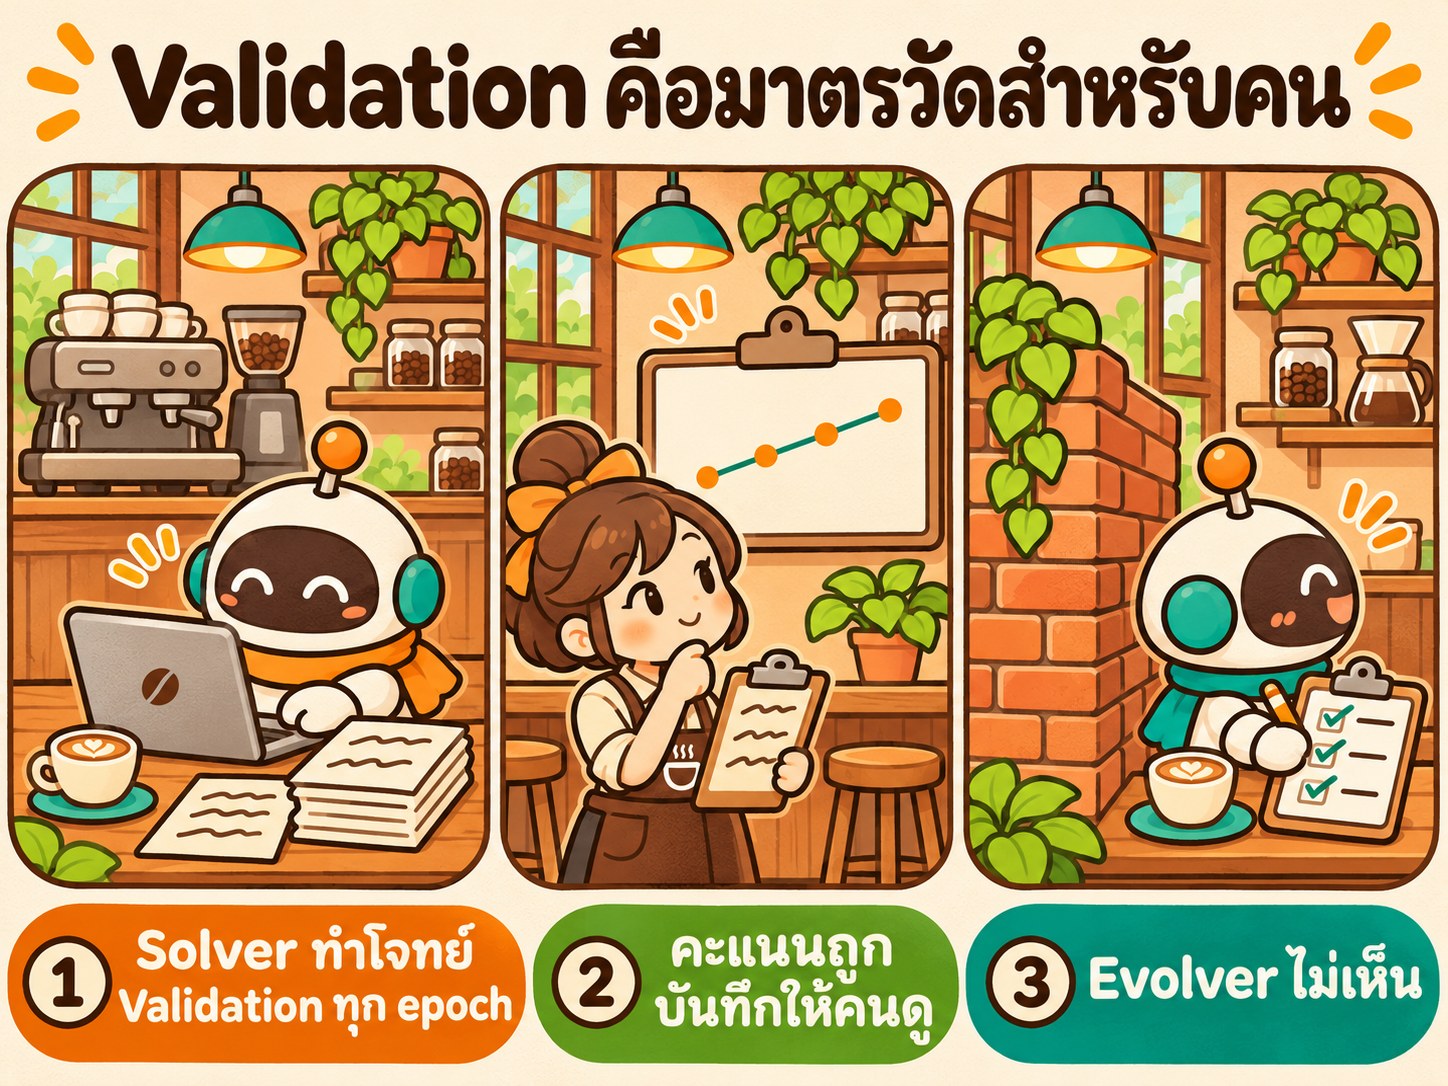 Validation คือมาตรวัดสำหรับคน
1
Solver ทำโจทย์
Validation ทุก epoch
2
คะแนนถูก
บันทึกให้คนดู
3
Evolver ไม่เห็น